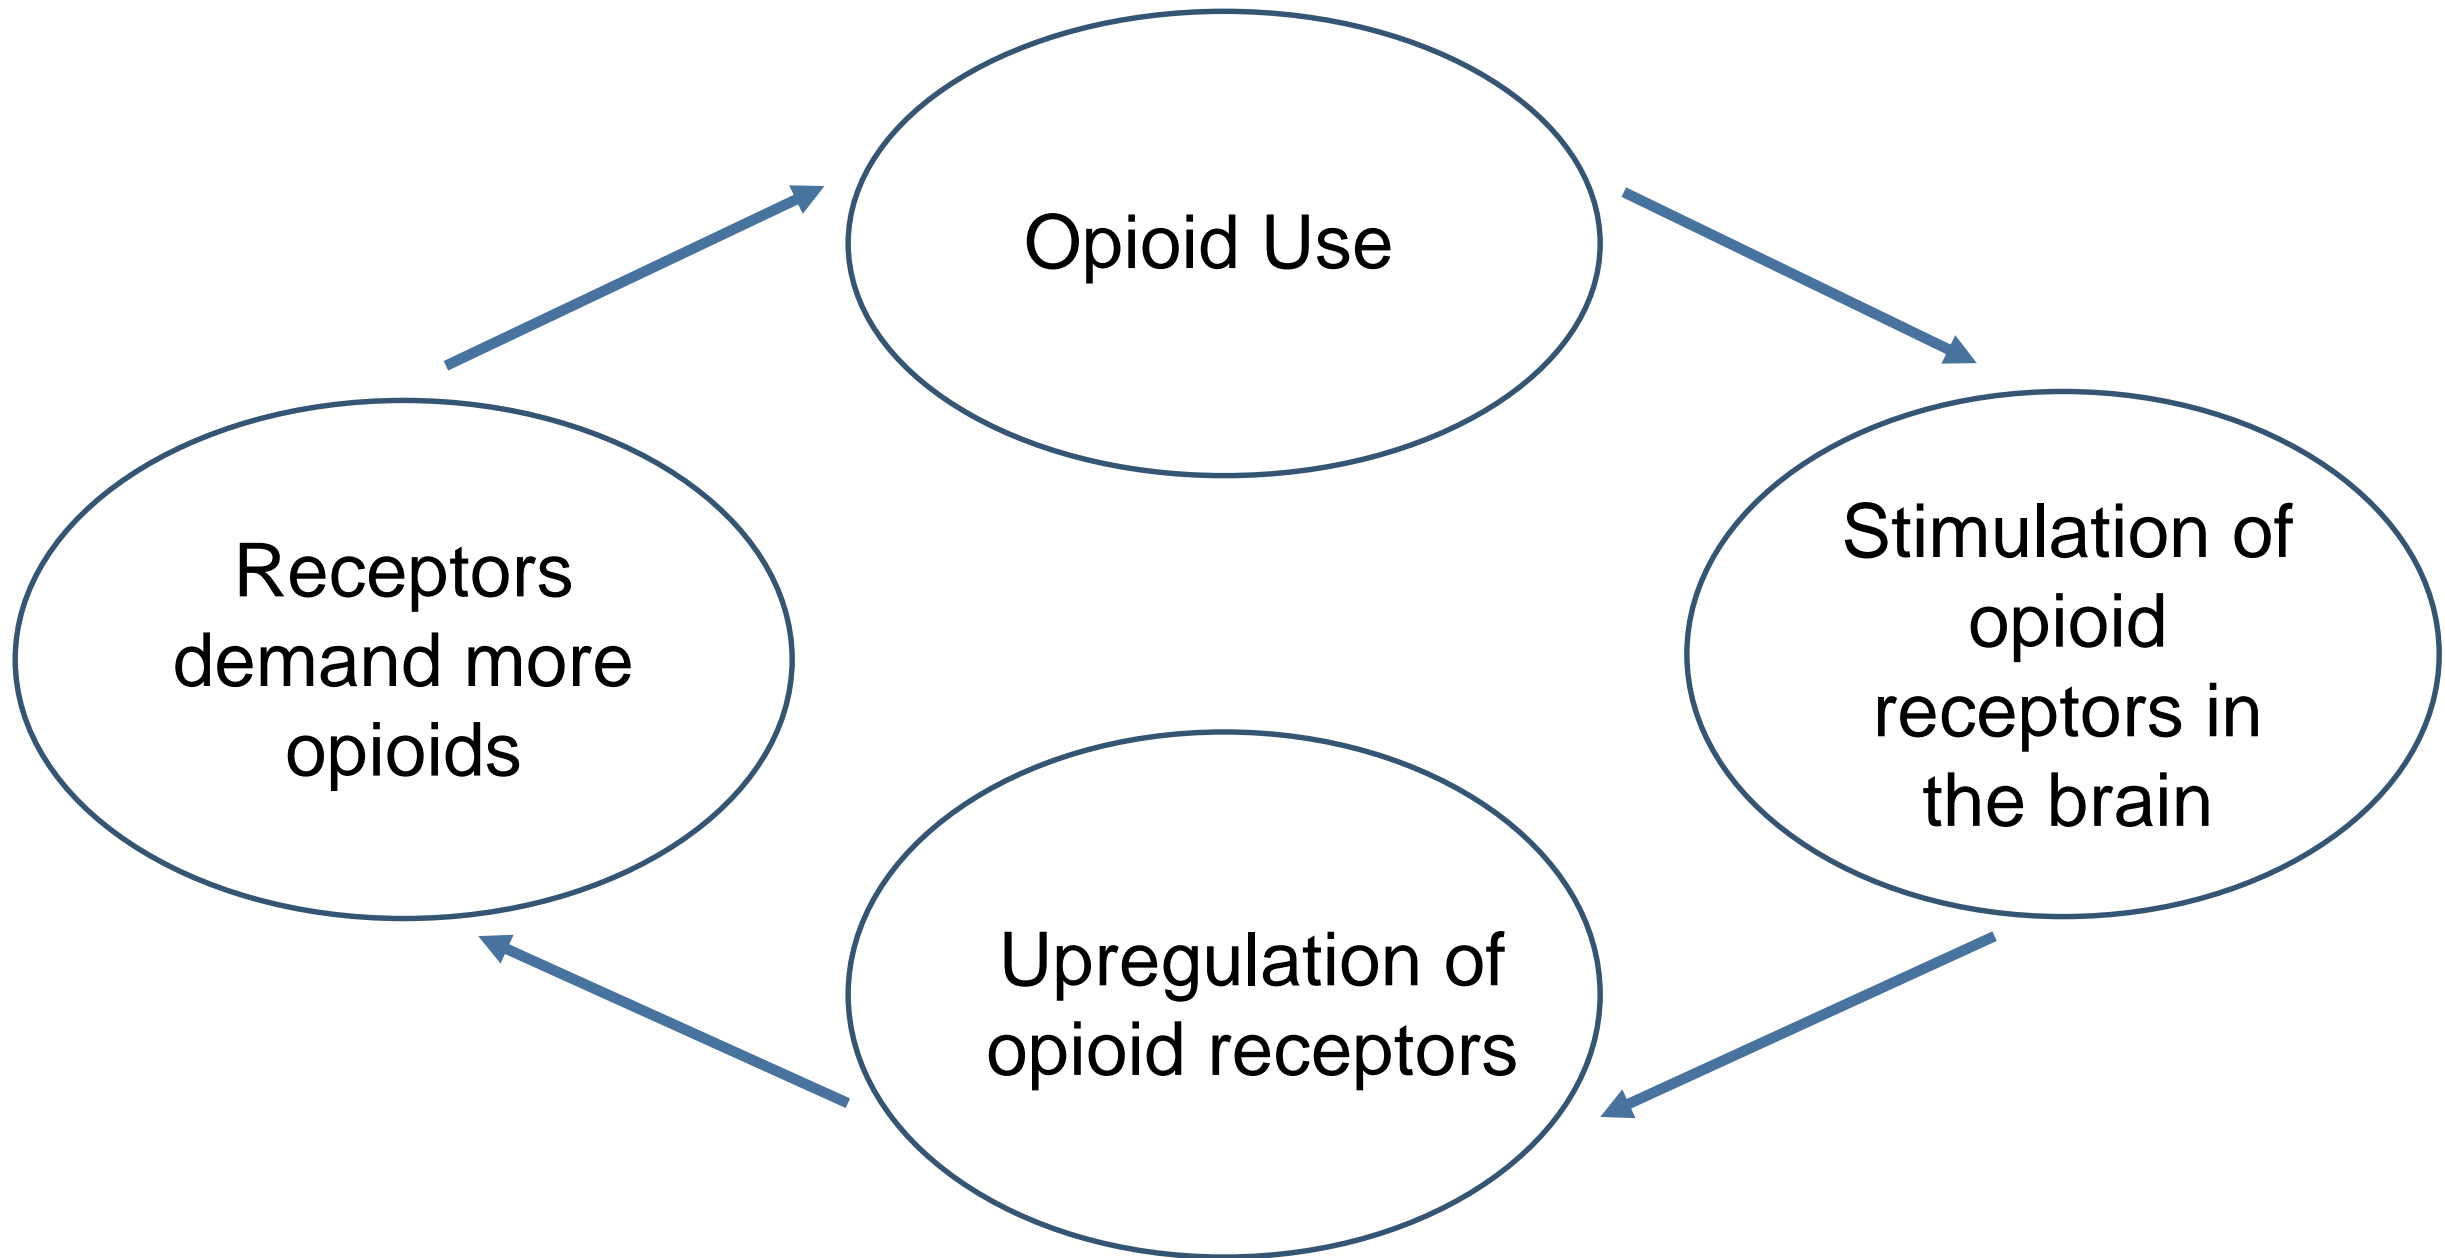 Opioid Use
Stimulation of
opioid
receptors in
the brain
Upregulation of
opioid receptors
Receptors
demand more
opioids